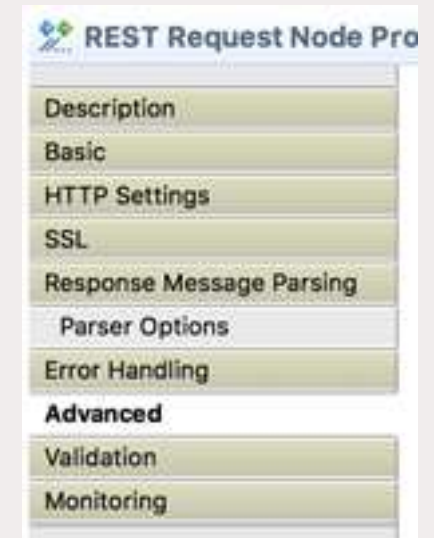 REST Request Node Pro
Description
Basic
HTTP Settings
SSL
Response Message Parsing
Parser Options
Error Handling
Advanced
Validation
Monitoring